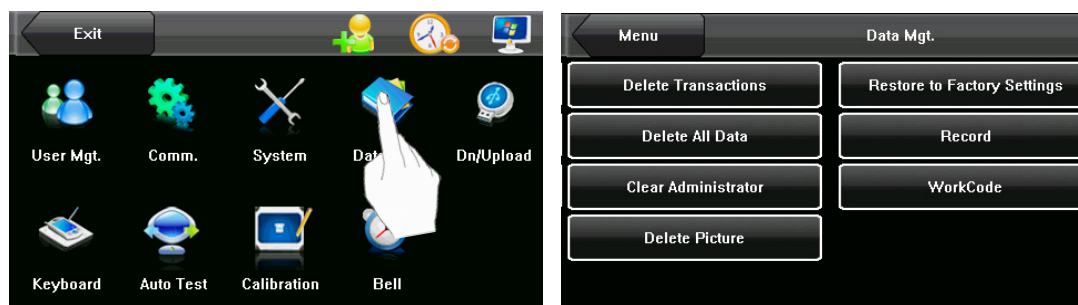 Exit
User Mgt. Comm. System Dat Dn/Upload
Keyboard Auto Test Calibration Bell
Menu Data Mgt.
Delete Transactions Restore to Factory Settings
Delete All Data Record
Clear Administrator WorkCode
Delete Picture